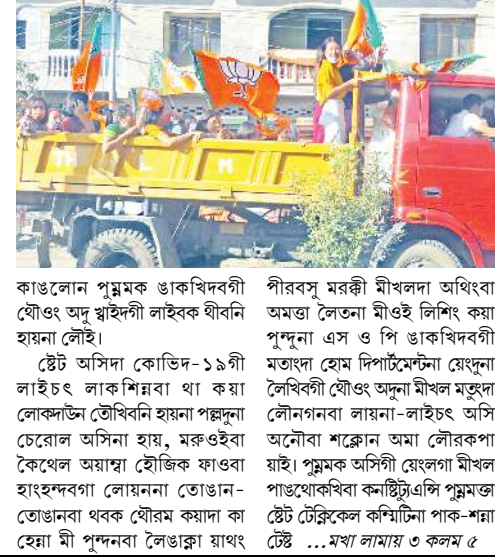 কাঙলোন পুম্নমক ঙাকখিদবগী
থৌওং অদু খ্বাইদগী লাইবক থীবনি
হায়না লৌই।
ষ্টেট অসিদা কোভিদ-১৯গী
লাইচৎ লাকশিন্নবা থা কয়া
লোকদাউন তৌখিবনি হায়না পল্লদুনা
চেরোল অসিনা হায়, মরুওইবা
কৈথেল অয়াম্বা হৌজিক ফাওবা
হাংহন্দবগা লোয়ননা তোঙান-
তোঙানবা থবক থৌরম কয়াদা কা
হেন্না মী পুন্দনবা লৈঙাক্না য়াথং
পীরবসু মরক্কী মীখলদা অথিংবা
অমত্তা লৈতনা মীওই লিশিং কয়া
পুন্দুনা এস ও পি ঙাকখিদবগী
মতাংদা হোম দিপার্টমেন্টনা য়েংদুনা
লৈখিবগী থৌওং অদুনা মীখল মতুংদা
লৌনগনবা লায়না-লাইচৎ অসি
অনৌবা শক্লোন অমা লৌরকপা
য়াই। পুম্নমক অসিগী য়েংলগা মীখল
পাঙথোকখিবা কনষ্টিট্যুএন্সি পুম্নমক্তা
ষ্টেট টেক্নিকেল কম্মিটিনা পাক-শন্না
টেষ্ট ...মখা লামায় ৩ কলম ৫